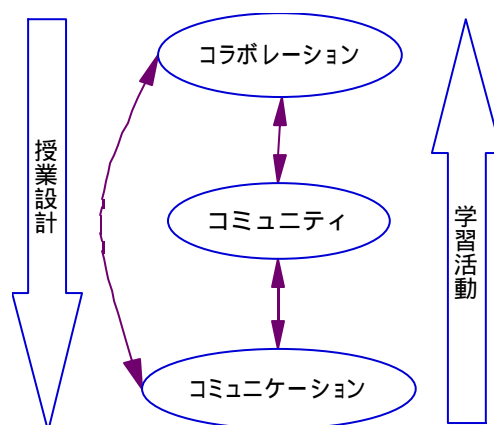 コラボレーション
授業設計
コミュニティ
学習活動
コミュニケーション